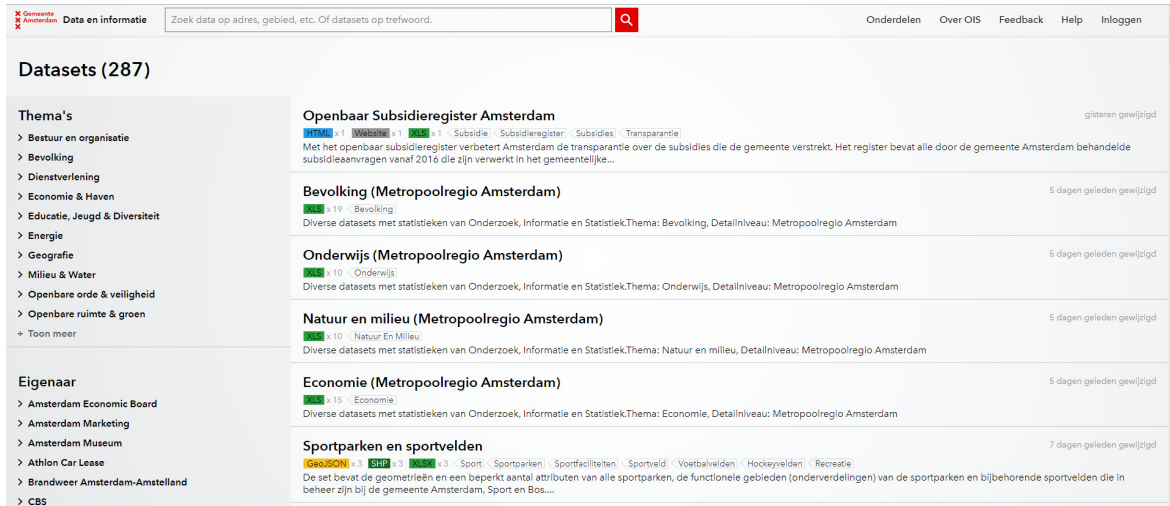 Gemeente
Amsterdam
Data en informatie
Zoek data op adres, gebied, etc. Of datasets op trefwoord.
Onderdelen Over OIS Feedback Help Inloggen
Datasets (287)
Thema's
> Bestuur en organisatie
> Bevolking
> Dienstverlening
> Economie & Haven
> Educatie, Jeugd & Diversiteit
> Energie
> Geografie
> Milieu & Water
> Openbare orde & veiligheid
> Openbare ruimte & groen
+ Toon meer
Eigenaar
> Amsterdam Economic Board
> Amsterdam Marketing
> Amsterdam Museum
> Athlon Car Lease
> Brandweer Amsterdam-Amstelland
> CBS
Openbaar Subsidieregister Amsterdam
gisteren gewijzigd
HTML x 1 Website x 1 XLS x 1 Subsidie Subsidieregister Subsidies Transparantie
Met het openbaar subsidieregister verbetert Amsterdam de transparantie over de subsidies die de gemeente verstrekt. Het register bevat alle door de gemeente Amsterdam behandelde
subsidieaanvragen vanaf 2016 die zijn verwerkt in het gemeentelijke...
Bevolking (Metropoolregio Amsterdam)
5 dagen geleden gewijzigd
XLS x 19 Bevolking
Diverse datasets met statistieken van Onderzoek, Informatie en Statistiek.Thema: Bevolking, Detailniveau: Metropoolregio Amsterdam
Onderwijs (Metropoolregio Amsterdam)
5 dagen geleden gewijzigd
XLS x 10 Onderwijs
Diverse datasets met statistieken van Onderzoek, Informatie en Statistiek.Thema: Onderwijs, Detailniveau: Metropoolregio Amsterdam
Natuur en milieu (Metropoolregio Amsterdam)
5 dagen geleden gewijzigd
XLS x 10 Natuur En Milieu
Diverse datasets met statistieken van Onderzoek, Informatie en Statistiek.Thema: Natuur en milieu, Detailniveau: Metropoolregio Amsterdam
Economie (Metropoolregio Amsterdam)
5 dagen geleden gewijzigd
XLS x 15 Economie
Diverse datasets met statistieken van Onderzoek, Informatie en Statistiek.Thema: Economie, Detailniveau: Metropoolregio Amsterdam
Sportparken en sportvelden
7 dagen geleden gewijzigd
GeoJSON x 3 SHP x 3 XLSX x 3 Sport Sportparken Sportfaciliteiten Sportveld Voetbalvelden Hockeyvelden Recreatie
De set bevat de geometrieën en een beperkt aantal attributen van alle sportparken, de functionele gebieden (onderverdelingen) van de sportparken en bijbehorende sportvelden die in
beheer zijn bij de gemeente Amsterdam, Sport en Bos....